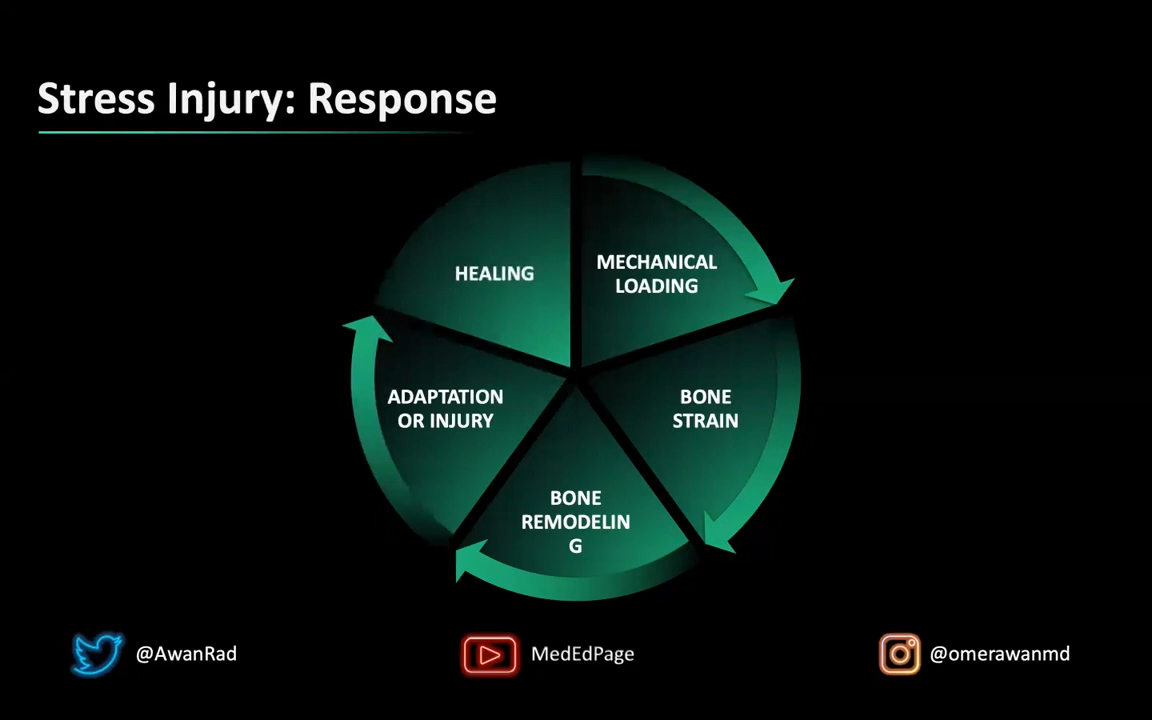 Stress Injury: Response
HEALING
MECHANICAL
LOADING
ADAPTATION
OR INJURY
BONE
STRAIN
BONE
REMODELIN
G
@AwanRad
MedEdPage
@omerawanmd